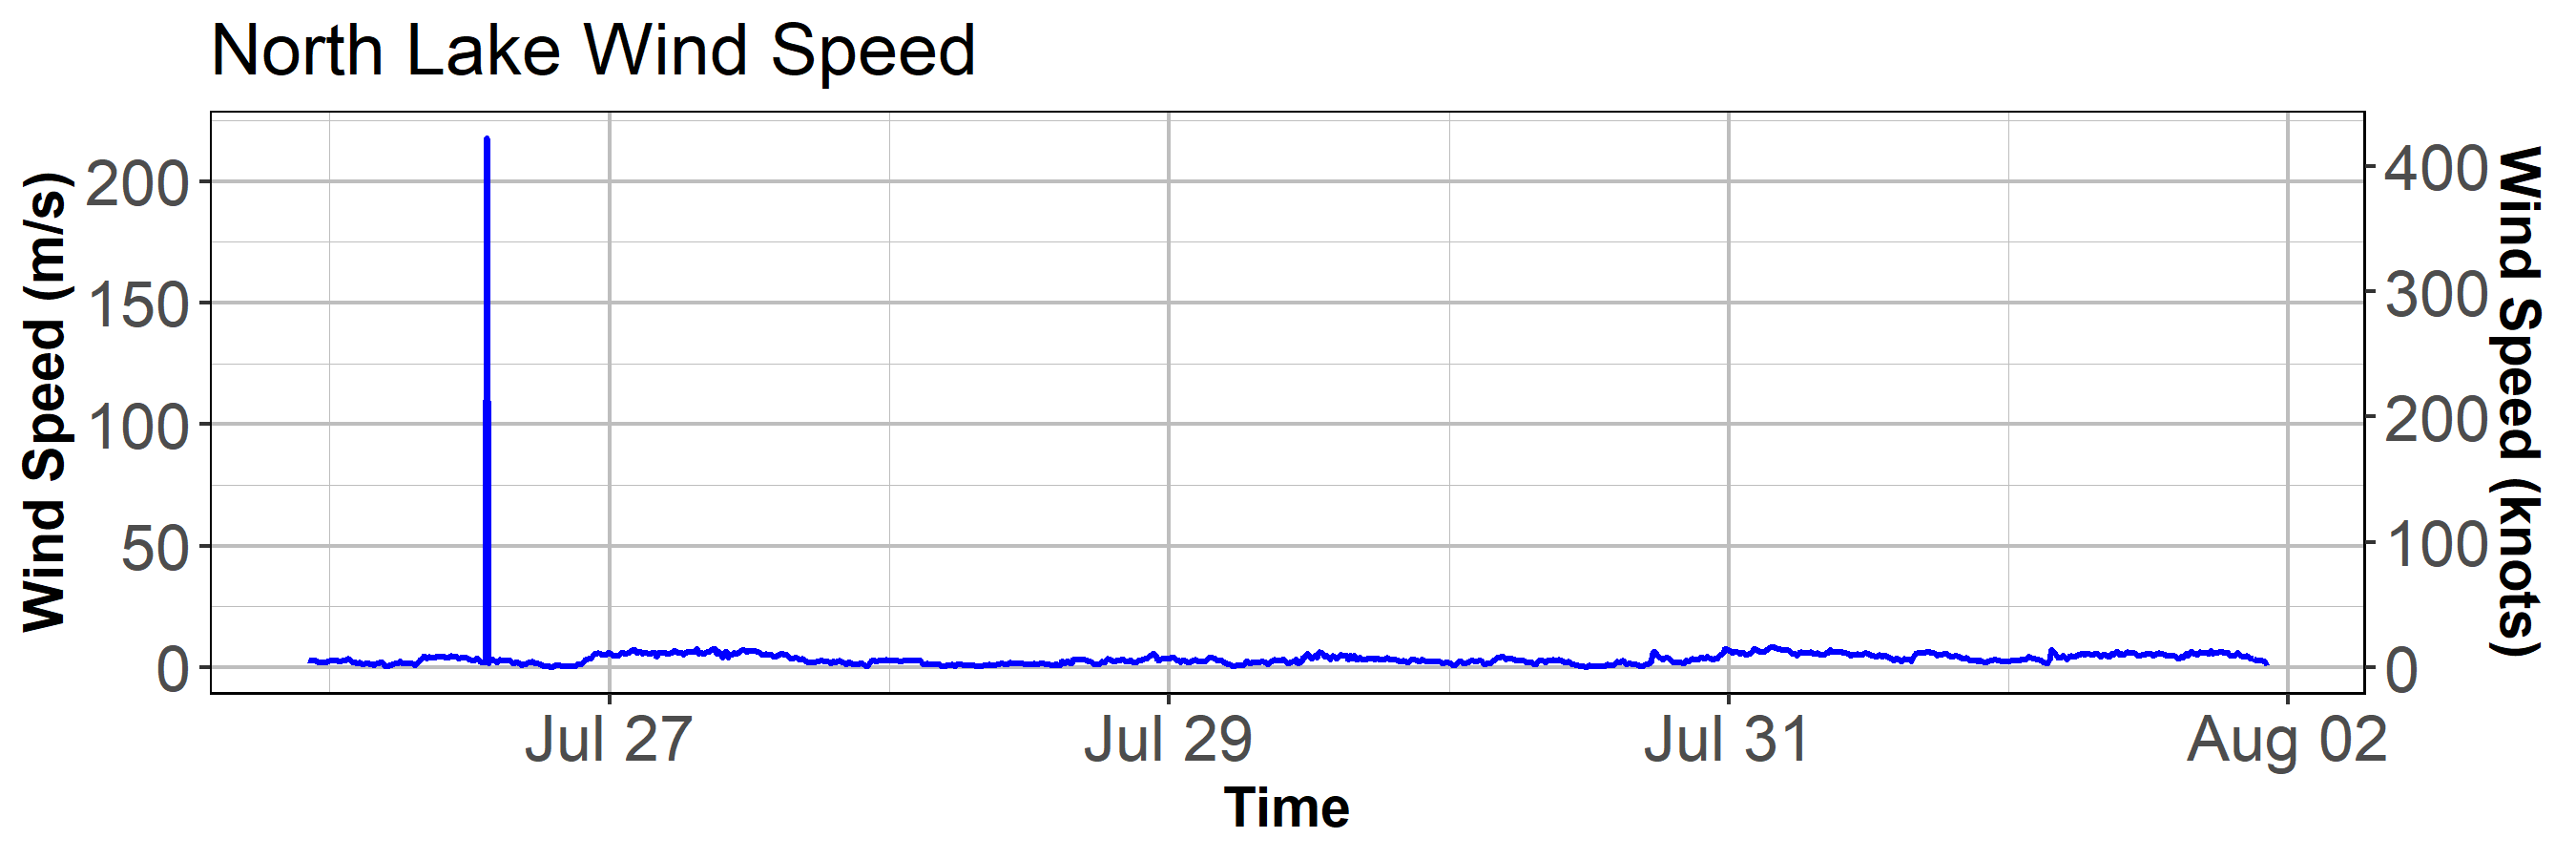 North Lake Wind Speed
Wind Speed (m/s)
200
150
100
50
0
400
300
200
100
0
Wind Speed (knots)
Jul 27
Jul 29
Jul 31
Aug 02
Time